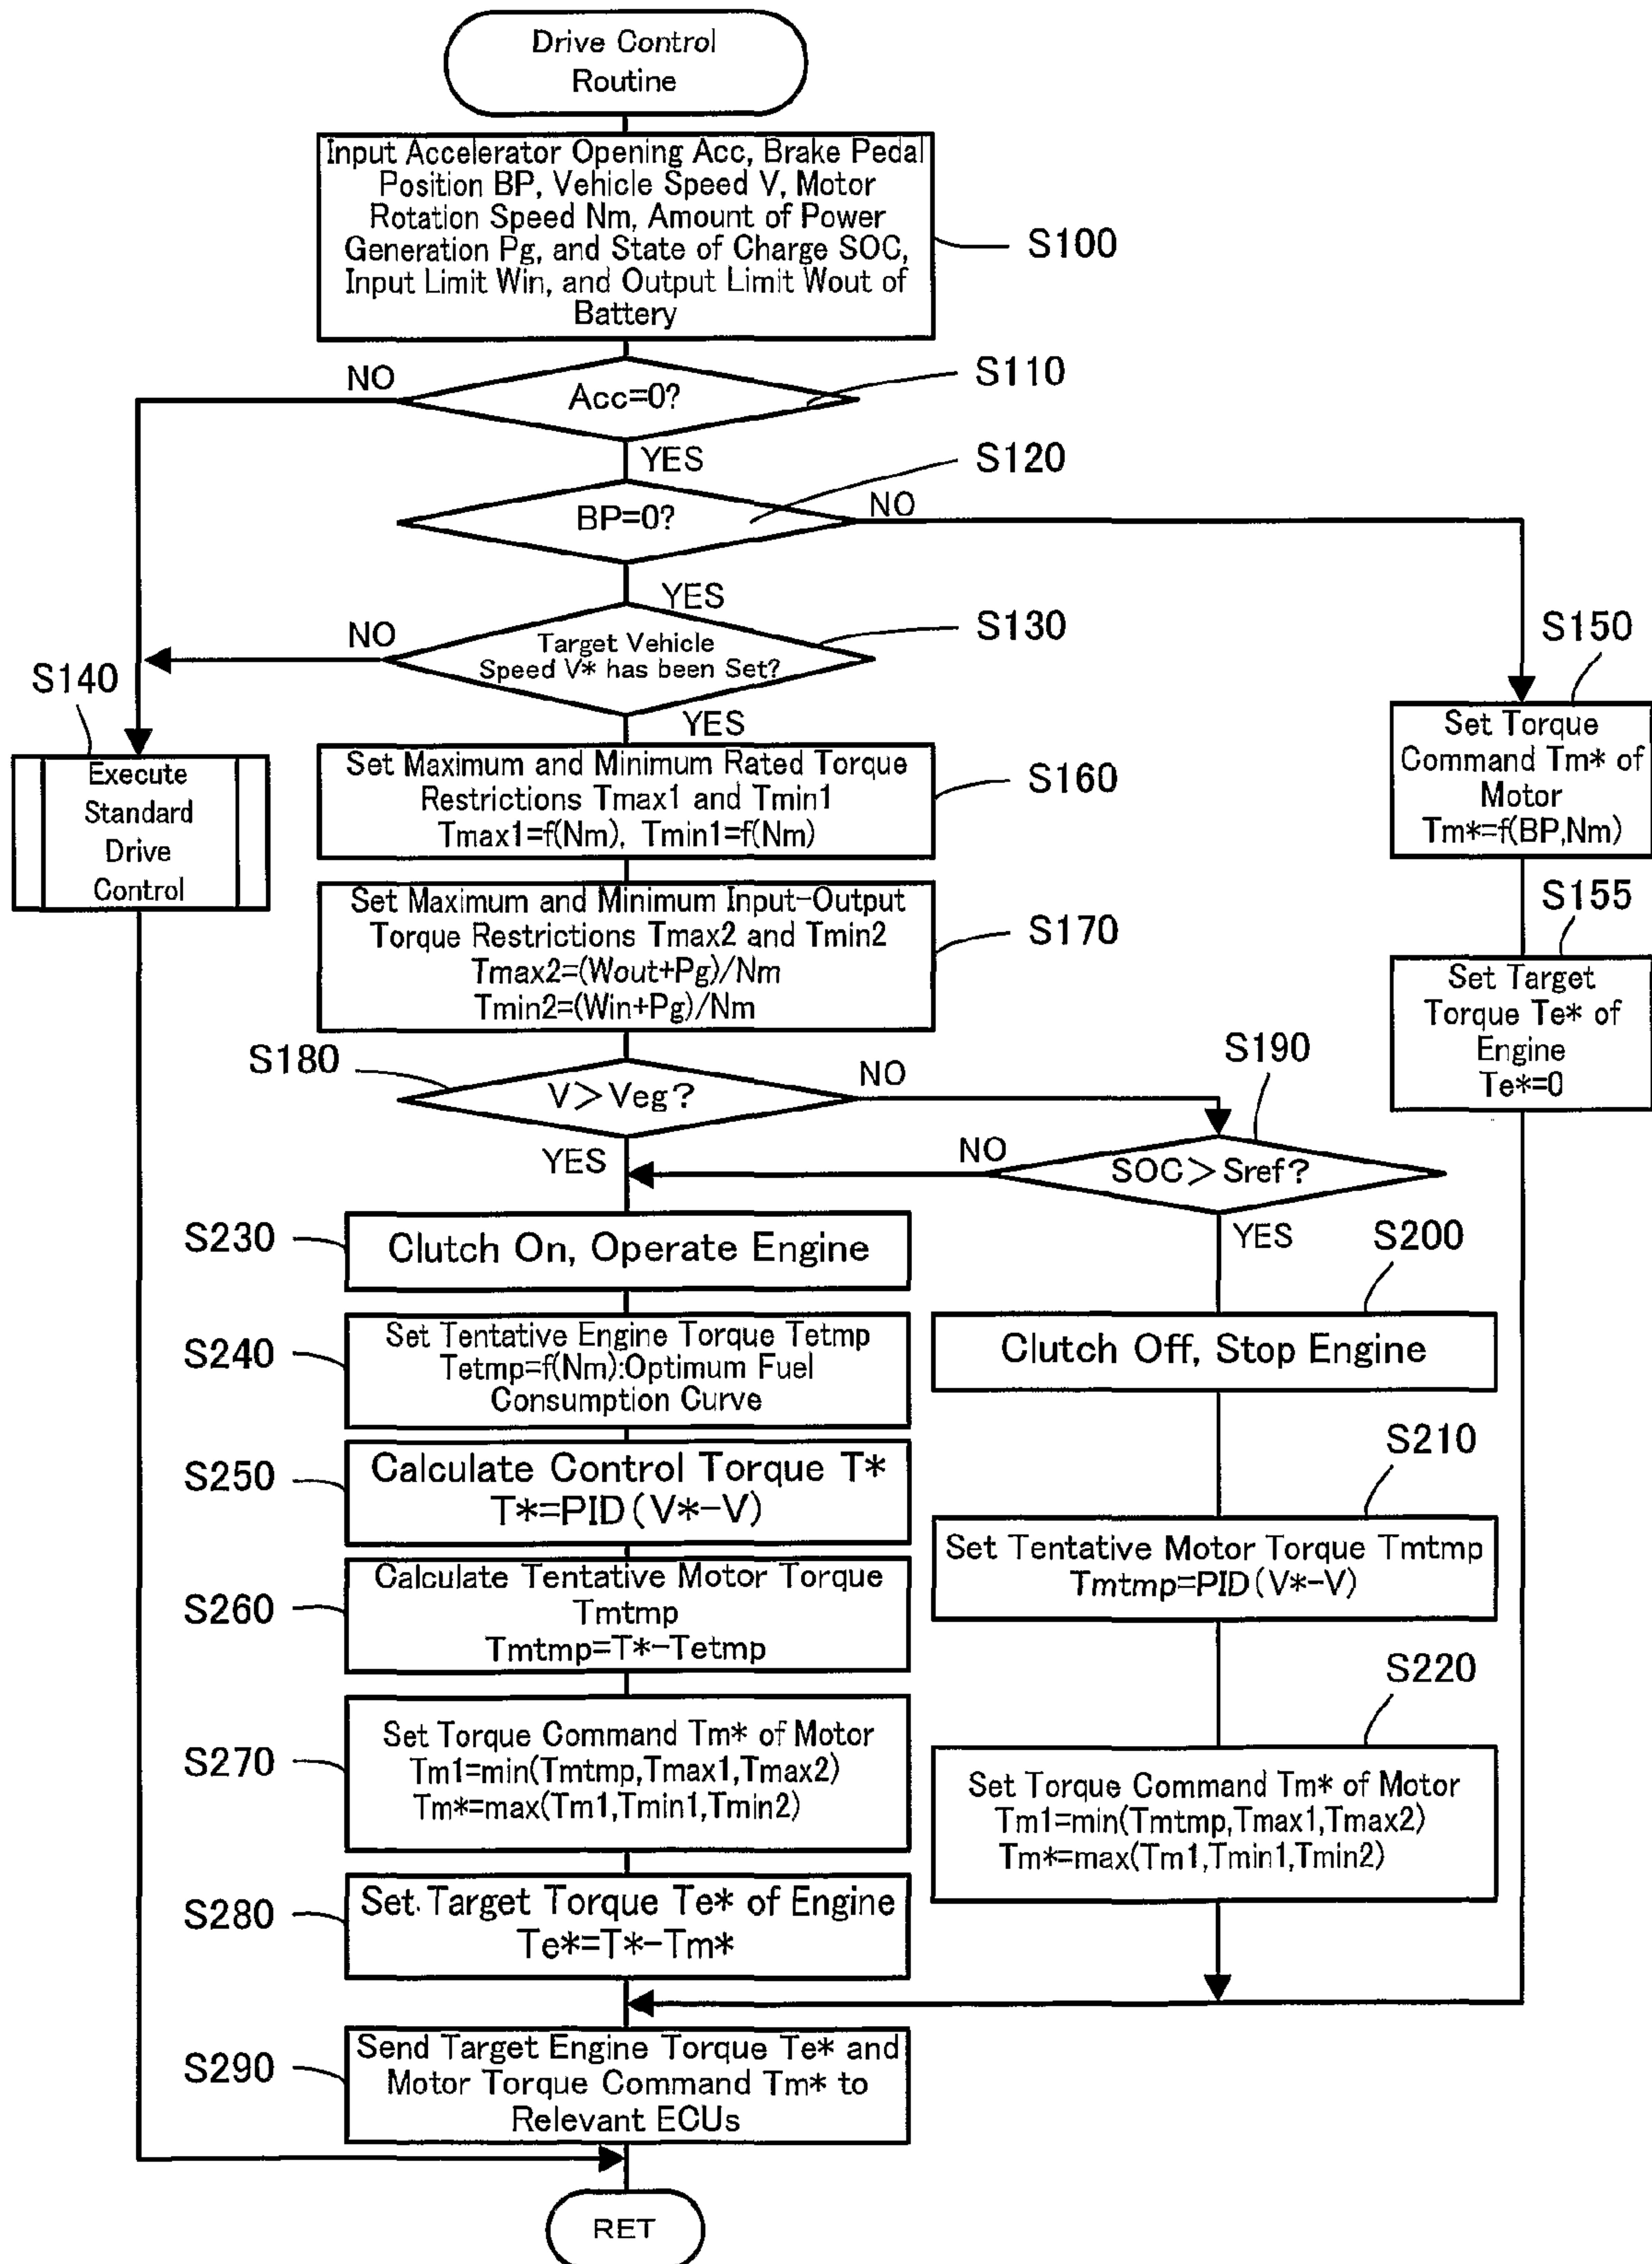 Drive Control
Routine
Input Accelerator Opening Acc, Brake Pedal
Position BP, Vehicle Speed V, Motor
Rotation Speed Nm, Amount of Power
Generation Pg, and State of Charge SOC,
Input Limit Win, and Output Limit Wout of
Battery
S100
NO
Acc=0?
S110
YES
S120
BP=0?
NO
YES
NO
Target Vehicle
Speed V* has been Set?
S130
S150
S140
YES
Execute
Standard
Drive
Control
Set Maximum and Minimum Rated Torque
Restrictions Tmax1 and Tmin1
Tmax1=f(Nm), Tmin1=f(Nm)
S160
Set Torque
Command Tm* of
Motor
Tm*=f(BP,Nm)
S155
Set Maximum and Minimum Input-Output
Torque Restrictions Tmax2 and Tmin2
Tmax2=(Wout+Pg)/Nm
Tmin2=(Win+Pg)/Nm
S170
Set Target
Torque Te* of
Engine
Te*=0
S180
V>Veg?
NO
S190
YES
NO
SOC>Sref?
YES
S230
Clutch On, Operate Engine
S200
Clutch Off, Stop Engine
S240
Set Tentative Engine Torque Tetmp
Tetmp=f(Nm):Optimum Fuel
Consumption Curve
S210
S250
Calculate Control Torque T*
T*=PID(V*-V)
Set Tentative Motor Torque Tmtmp
Tmtmp=PID(V*-V)
S260
Calculate Tentative Motor Torque
Tmtmp
Tmtmp=T*-Tetmp
S220
S270
Set Torque Command Tm* of Motor
Tm1=min(Tmtmp,Tmax1,Tmax2)
Tm*=max(Tm1,Tmin1,Tmin2)
Set Torque Command Tm* of Motor
Tm1=min(Tmtmp,Tmax1,Tmax2)
Tm*=max(Tm1,Tmin1,Tmin2)
S280
Set Target Torque Te* of Engine
Te*=T*-Tm*
S290
Send Target Engine Torque Te* and
Motor Torque Command Tm* to
Relevant ECUs
RET